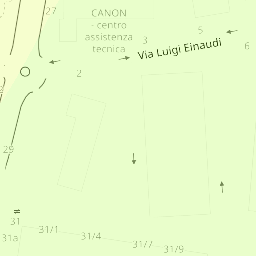 27
CANON
- centro
assistenza
tecnica
3
5
6
Via Luigi Einaudi
2
29
31
31a
31/1
31/4
31/7
31/9